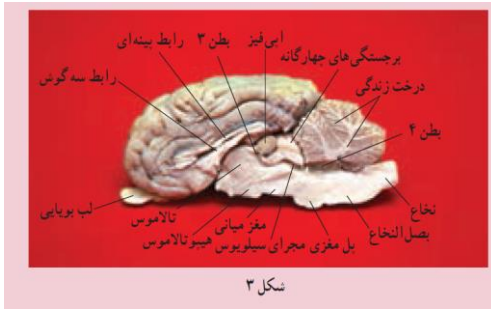 اپی‌فیز
بطن ۳
رابط پینه‌ای
برجستگی‌های چهارگانه
رابط سه گوش
درخت زندگی
بطن ۴
لب بویایی
تالاموس
هیپوتالاموس
مغز میانی
مجرای سیلویوس
پل مغزی
بصل النخاع
نخاع
شکل ۳